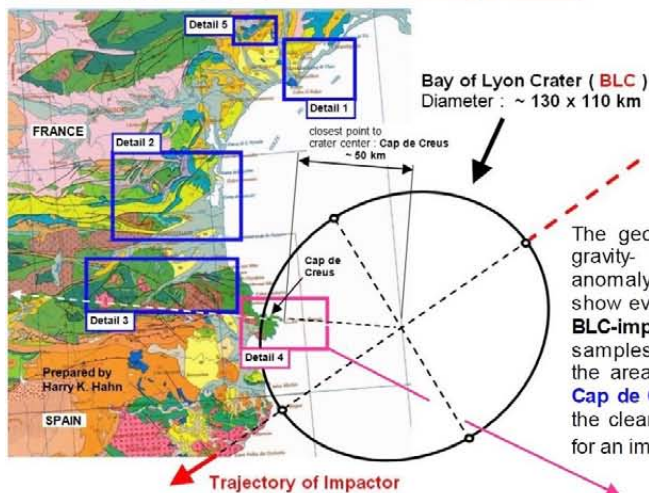 Detail 5
Detail 1
FRANCE
Detail 2
Bay of Lyon Crater ( BLC )
Diameter : ~ 130 x 110 km
closest point to
crater center : Cap de Creus
~ 50 km
The geo
gravity-
anomaly
show ev
BLC-imp
samples
the area
Cap de C
the clear
for an im
Cap de
Creus
Detail 3
Detail 4
Prepared by
Harry K. Hahn
SPAIN
Trajectory of Impactor